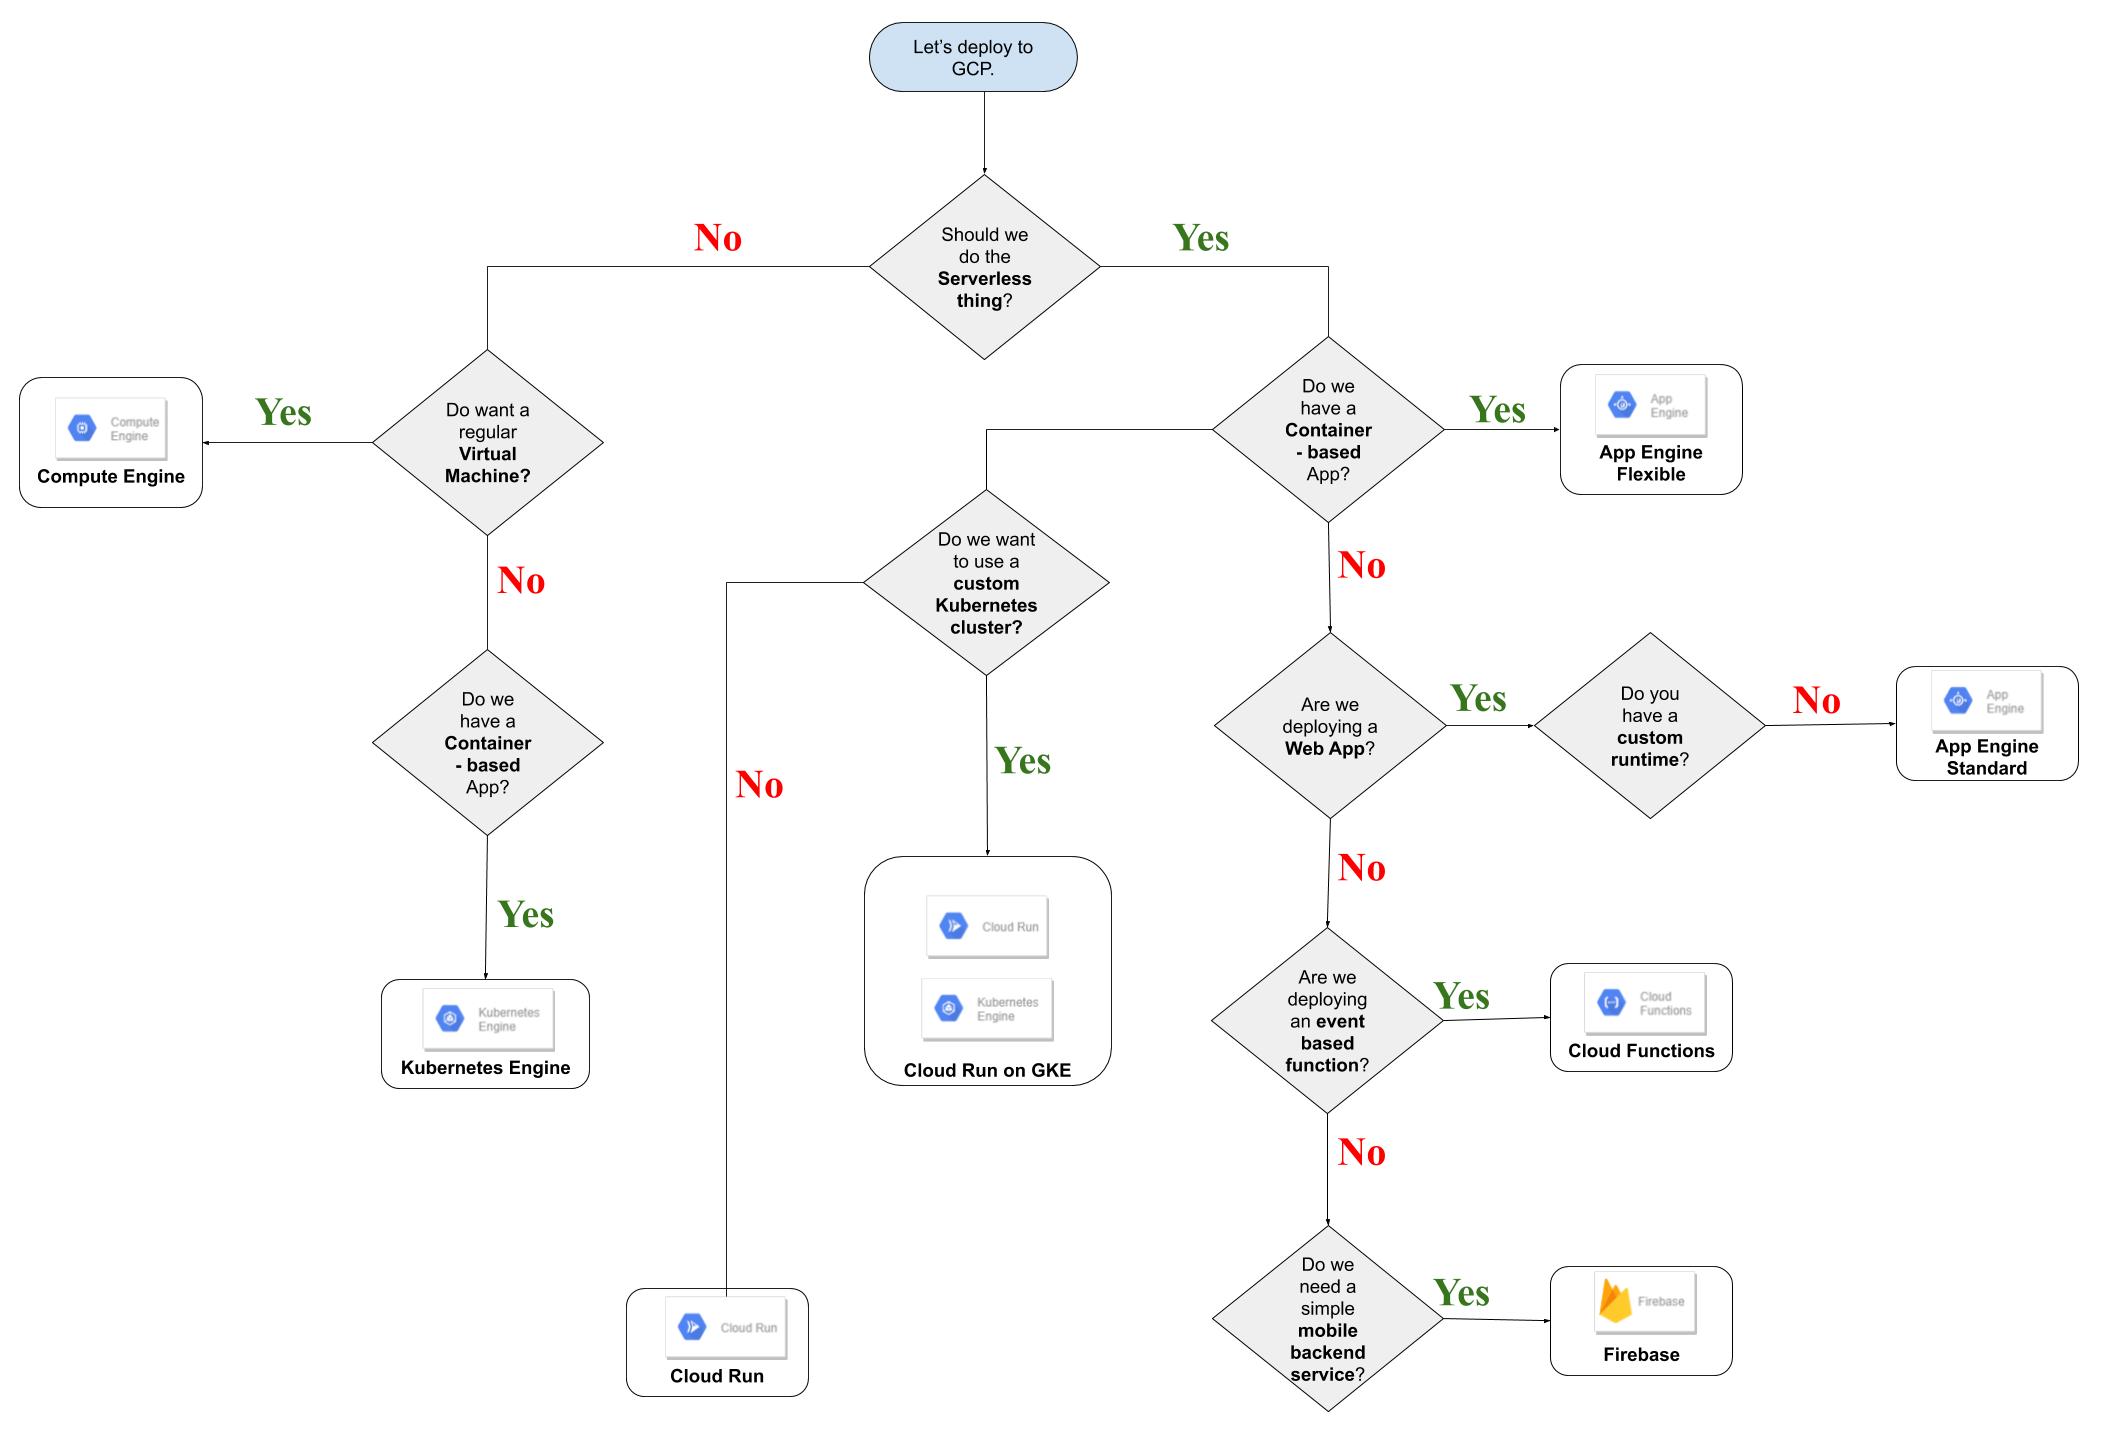 Let's deploy to
GCP.
Should we
do the
Serverless
thing?
No
Yes
Do want a
regular
Virtual
Machine?
Yes
Compute
Engine
Compute Engine
No
Do we
have a
Container
- based
App?
Yes
Kubernetes
Engine
Kubernetes Engine
Do we
have a
Container
- based
App?
Yes
App
Engine
App Engine
Flexible
Do we want
to use a
custom
Kubernetes
cluster?
No
Cloud Run
Cloud Run
Yes
Cloud Run
Kubernetes
Engine
Cloud Run on GKE
No
Are we
deploying a
Web App?
Yes
Do you
have a
custom
runtime?
No
App
Engine
App Engine
Standard
No
Are we
deploying
an event
based
function?
Yes
Cloud
Functions
Cloud Functions
No
Do we
need a
simple
mobile
backend
service?
Yes
Firebase
Firebase